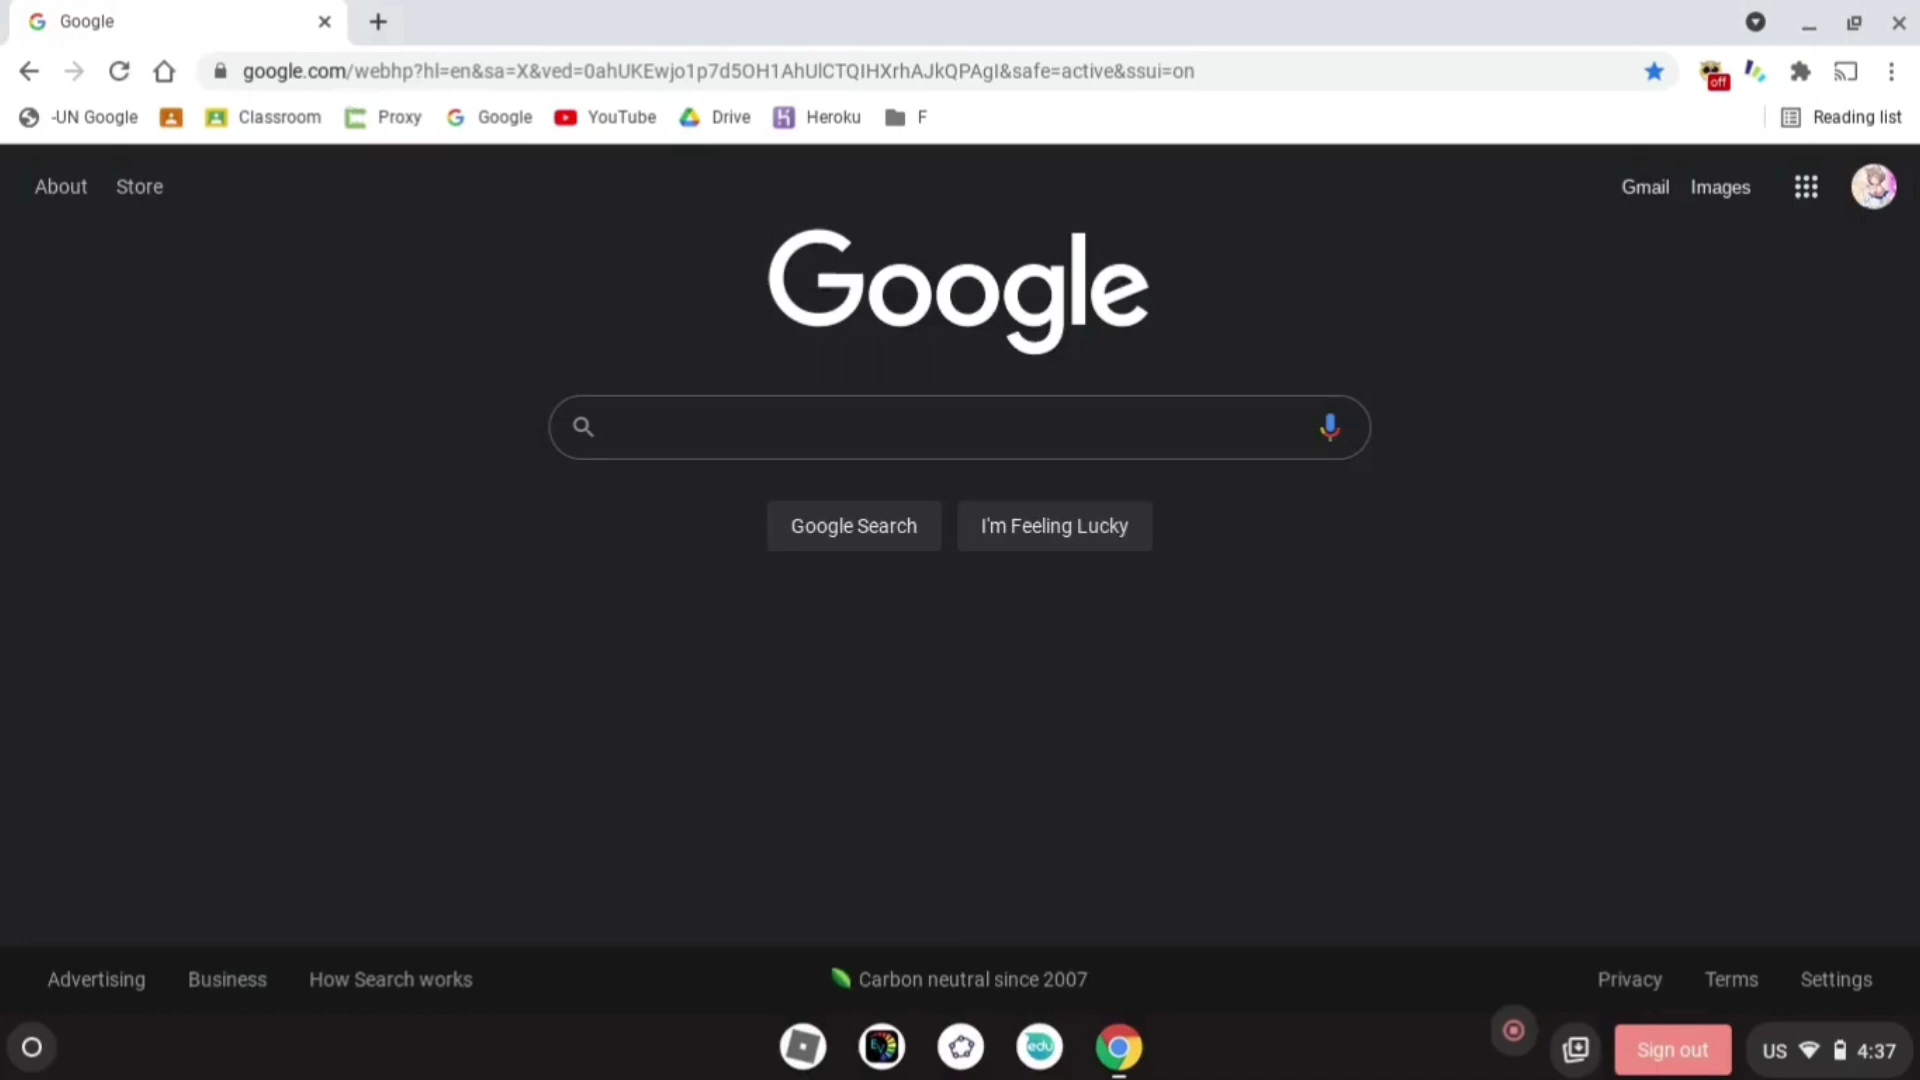 Google
google.com/webhp?hl=en&sa=X&ved=0ahUKEwjo1p7d5OH1AhUlCTQIHXrhAJkQPAgI&safe=active&ssui=on
off
-UN Google Classroom Proxy Google YouTube Drive Heroku F Reading list
About Store Gmail Images
Google
Google Search I'm Feeling Lucky
Advertising Business How Search works Carbon neutral since 2007 Privacy Terms Settings
edu
Sign out US 4:37